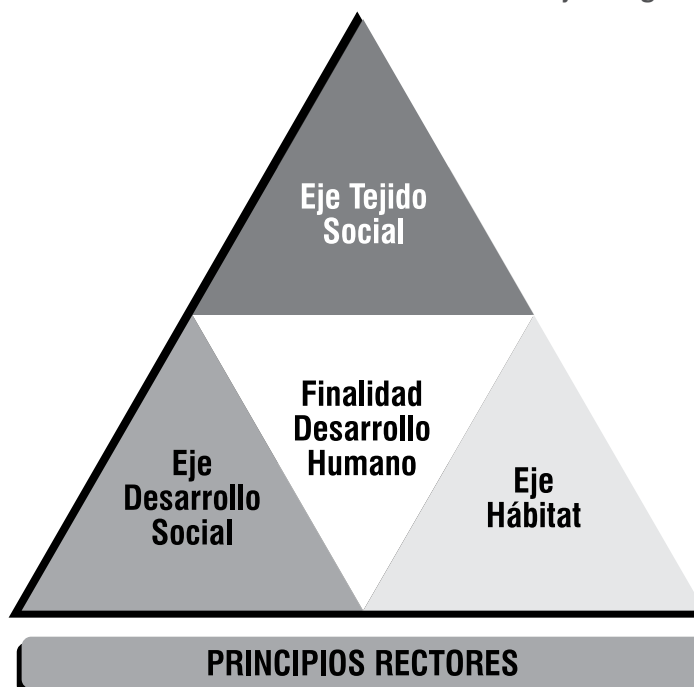 Eje Tejido
Social
Finalidad
Desarrollo
Humano
Eje
Desarrollo
Social
Eje
Hábitat
PRINCIPIOS RECTORES